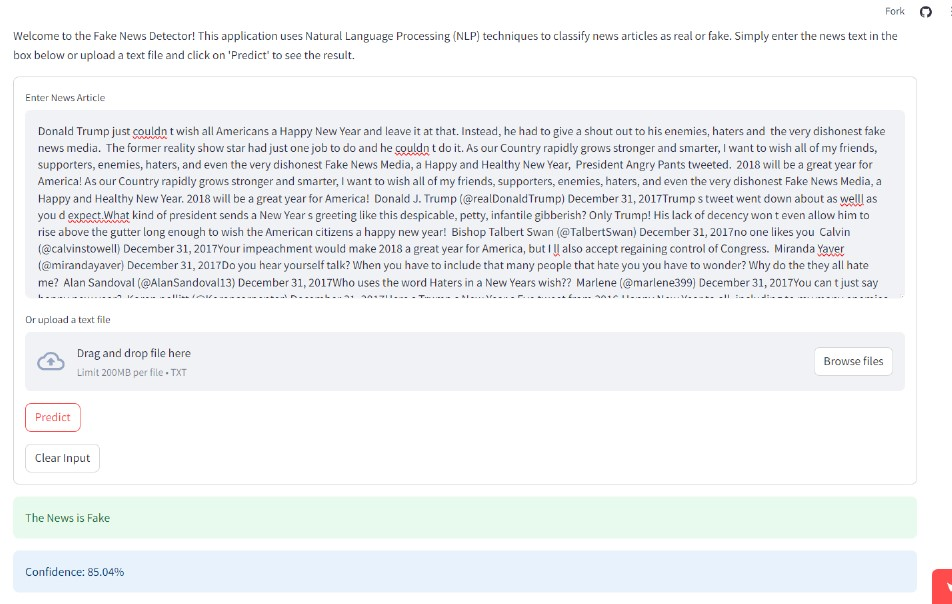 Fork
Welcome to the Fake News Detector! This application uses Natural Language Processing (NLP) techniques to classify news articles as real or fake. Simply enter the news text in the
box below or upload a text file and click on 'Predict' to see the result.
Enter News Article
Donald Trump just couldn t wish all Americans a Happy New Year and leave it at that. Instead, he had to give a shout out to his enemies, haters and  the very dishonest fake
news media.  The former reality show star had just one job to do and he couldn t do it. As our Country rapidly grows stronger and smarter, I want to wish all of my friends,
supporters, enemies, haters, and even the very dishonest Fake News Media, a Happy and Healthy New Year,  President Angry Pants tweeted.  2018 will be a great year for
America! As our Country rapidly grows stronger and smarter, I want to wish all of my friends, supporters, enemies, haters, and even the very dishonest Fake News Media, a
Happy and Healthy New Year. 2018 will be a great year for America!  Donald J. Trump (@realDonaldTrump) December 31, 2017Trump s tweet went down about as welll as
you d expect.What kind of president sends a New Year s greeting like this despicable, petty, infantile gibberish? Only Trump! His lack of decency won t even allow him to
rise above the gutter long enough to wish the American citizens a happy new year!  Bishop Talbert Swan (@TalbertSwan) December 31, 2017no one likes you  Calvin
(@calvinstowell) December 31, 2017Your impeachment would make 2018 a great year for America, but I ll also accept regaining control of Congress.  Miranda Yaver
(@mirandayaver) December 31, 2017Do you hear yourself talk? When you have to include that many people that hate you you have to wonder? Why do the they all hate
me?  Alan Sandoval (@AlanSandoval13) December 31, 2017Who uses the word Haters in a New Years wish??  Marlene (@marlene399) December 31, 2017You can t just say
Or upload a text file
Drag and drop file here
Limit 200MB per file • TXT
Browse files
Predict
Clear Input
The News is Fake
Confidence: 85.04%